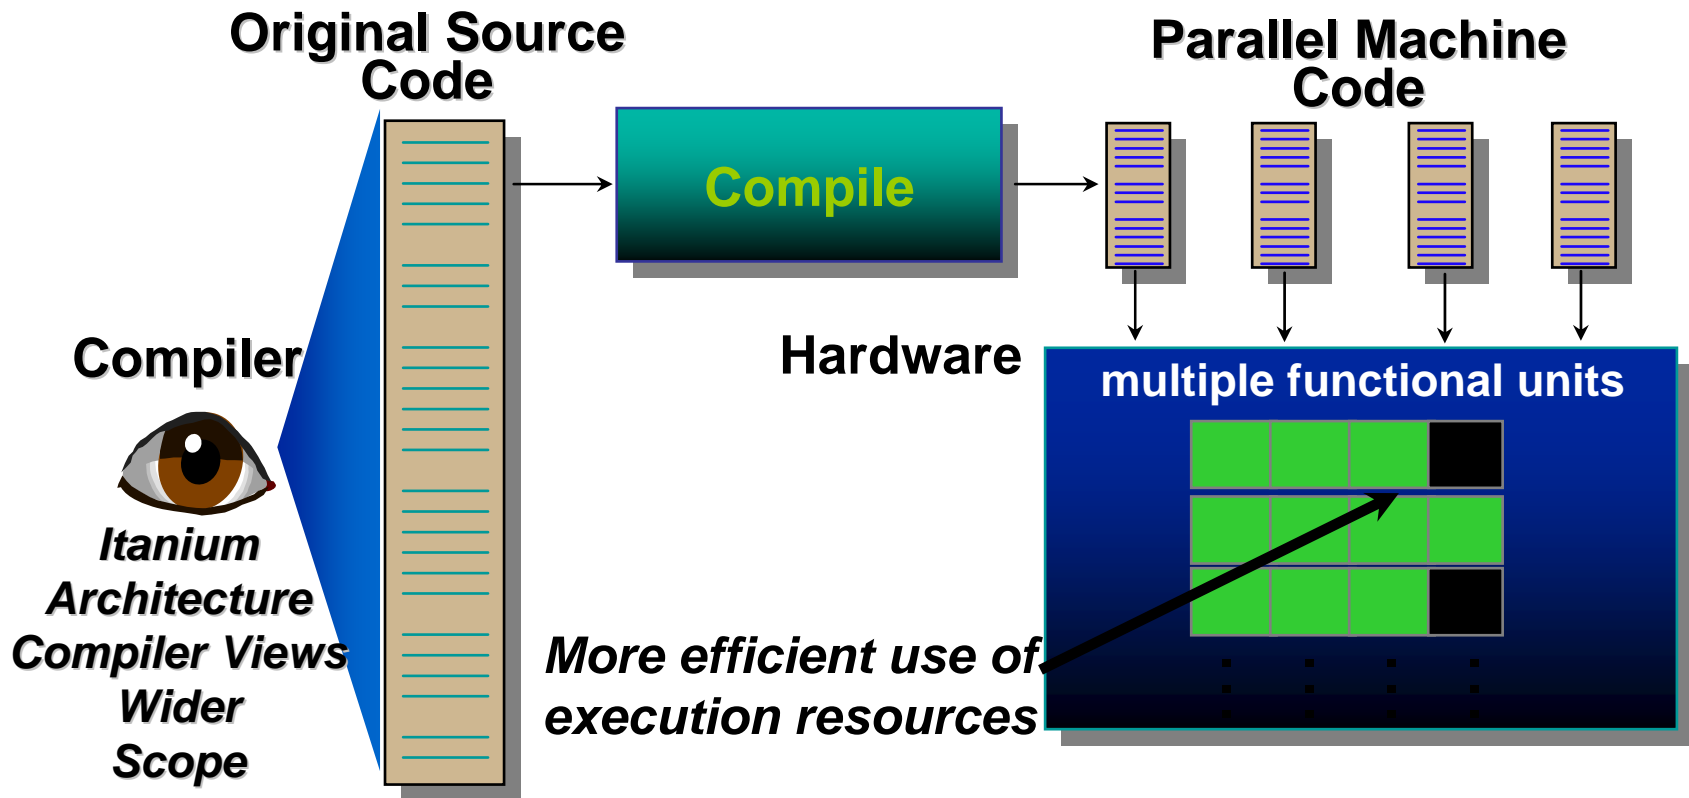 Original Source
Code
Parallel Machine
Code
Compile
Compiler
Hardware
multiple functional units
Itanium
Architecture
Compiler Views
Wider
Scope
More efficient use of
execution resources